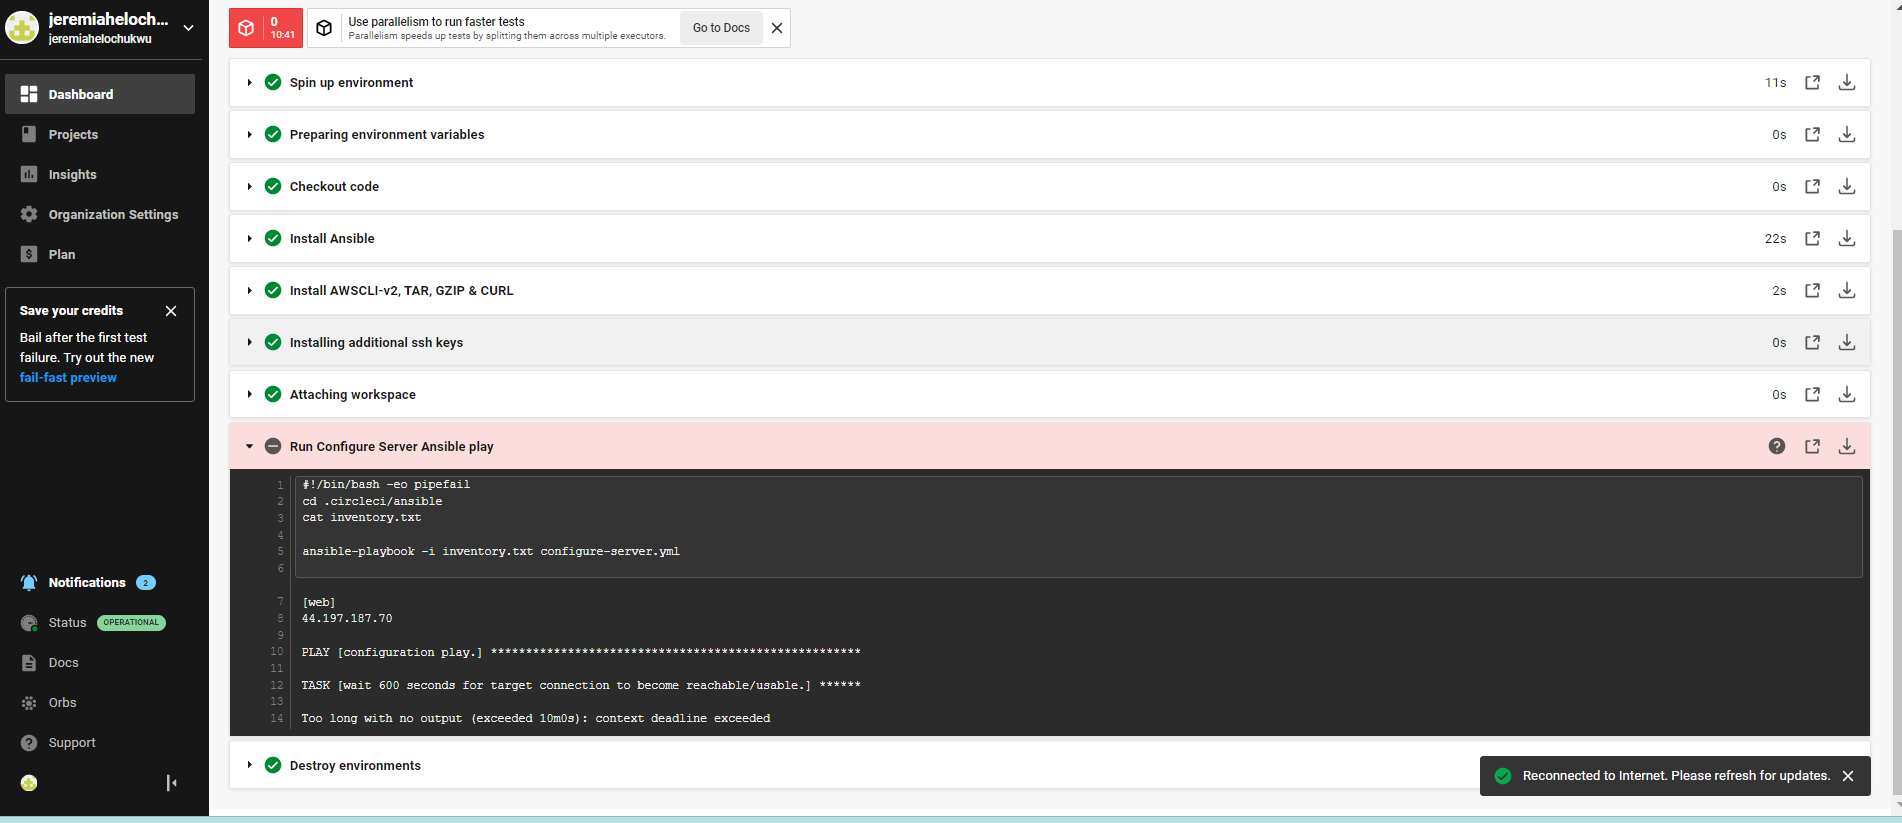 jeremiaheloch...
jeremiahelochukwu
Dashboard
Projects
Insights
Organization Settings
Plan
Save your credits
Bail after the first test
failure. Try out the new
fail-fast preview
Notifications 2
Status OPERATIONAL
Docs
Orbs
Support
0
10:41
Use parallelism to run faster tests
Parallelism speeds up tests by splitting them across multiple executors.
Go to Docs
Spin up environment 11s
Preparing environment variables 0s
Checkout code 0s
Install Ansible 22s
Install AWSCLI-v2, TAR, GZIP & CURL 2s
Installing additional ssh keys 0s
Attaching workspace 0s
Run Configure Server Ansible play
1 #!/bin/bash -eo pipefail
2 cd .circleci/ansible
3 cat inventory.txt
4
5 ansible-playbook -i inventory.txt configure-server.yml
6
7 [web]
8 44.197.187.70
9
10 PLAY [configuration play.] *****************************************************
11
12 TASK [wait 600 seconds for target connection to become reachable/usable.] ******
13
14 Too long with no output (exceeded 10m0s): context deadline exceeded
Destroy environments
Reconnected to Internet. Please refresh for updates.